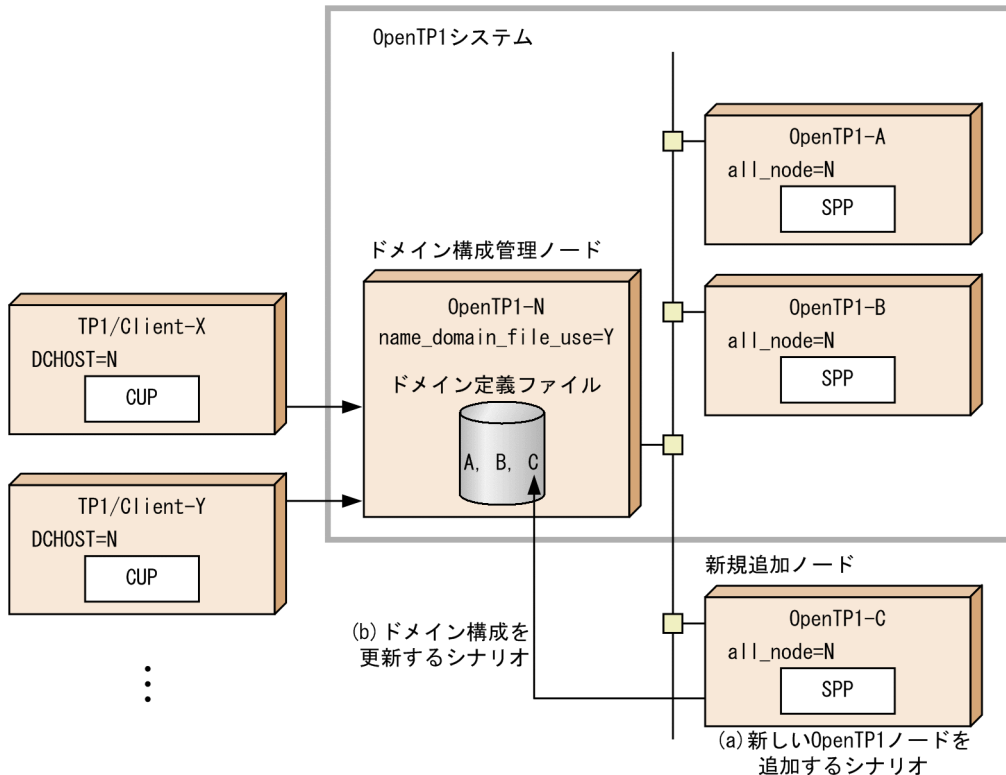 OpenTP1システム
OpenTP1-A
all_node=N
SPP
ドメイン構成管理ノード
OpenTP1-N
name_domain_file_use=Y
ドメイン定義ファイル
A, B, C
OpenTP1-B
all_node=N
SPP
TP1/Client-X
DCHOST=N
CUP
TP1/Client-Y
DCHOST=N
CUP
新規追加ノード
OpenTP1-C
all_node=N
SPP
(b)ドメイン構成を
更新するシナリオ
(a)新しいOpenTP1ノードを
追加するシナリオ